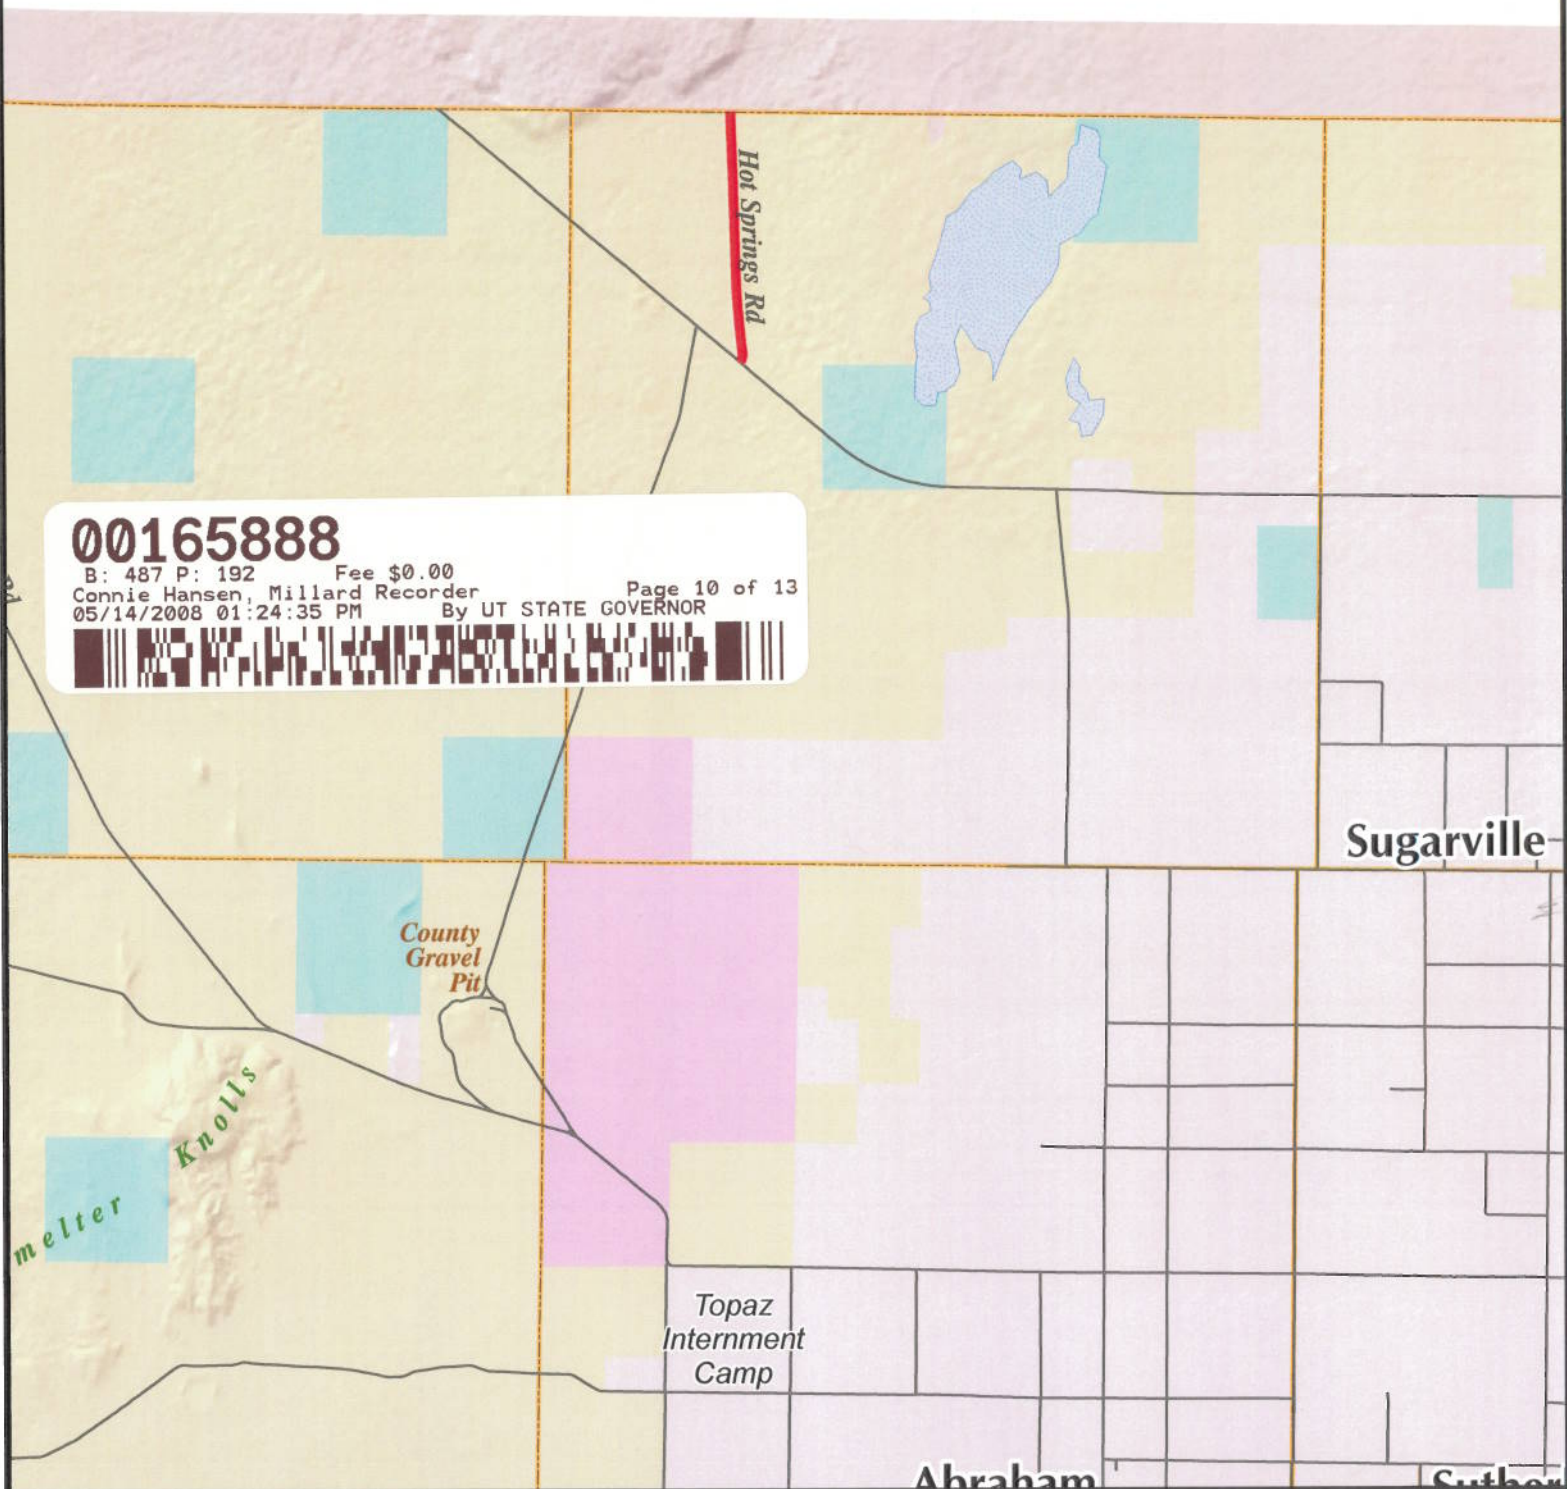 Hot Springs Rd
00165888
B: 487 P: 192 Fee $0.00
Connie Hansen, Millard Recorder Page 10 of 13
05/14/2008 01:24:35 PM By UT STATE GOVERNOR
Rd
Sugarville
County
Gravel
Pit
Knolls
melter
Topaz
Internment
Camp
Abraham
Suther